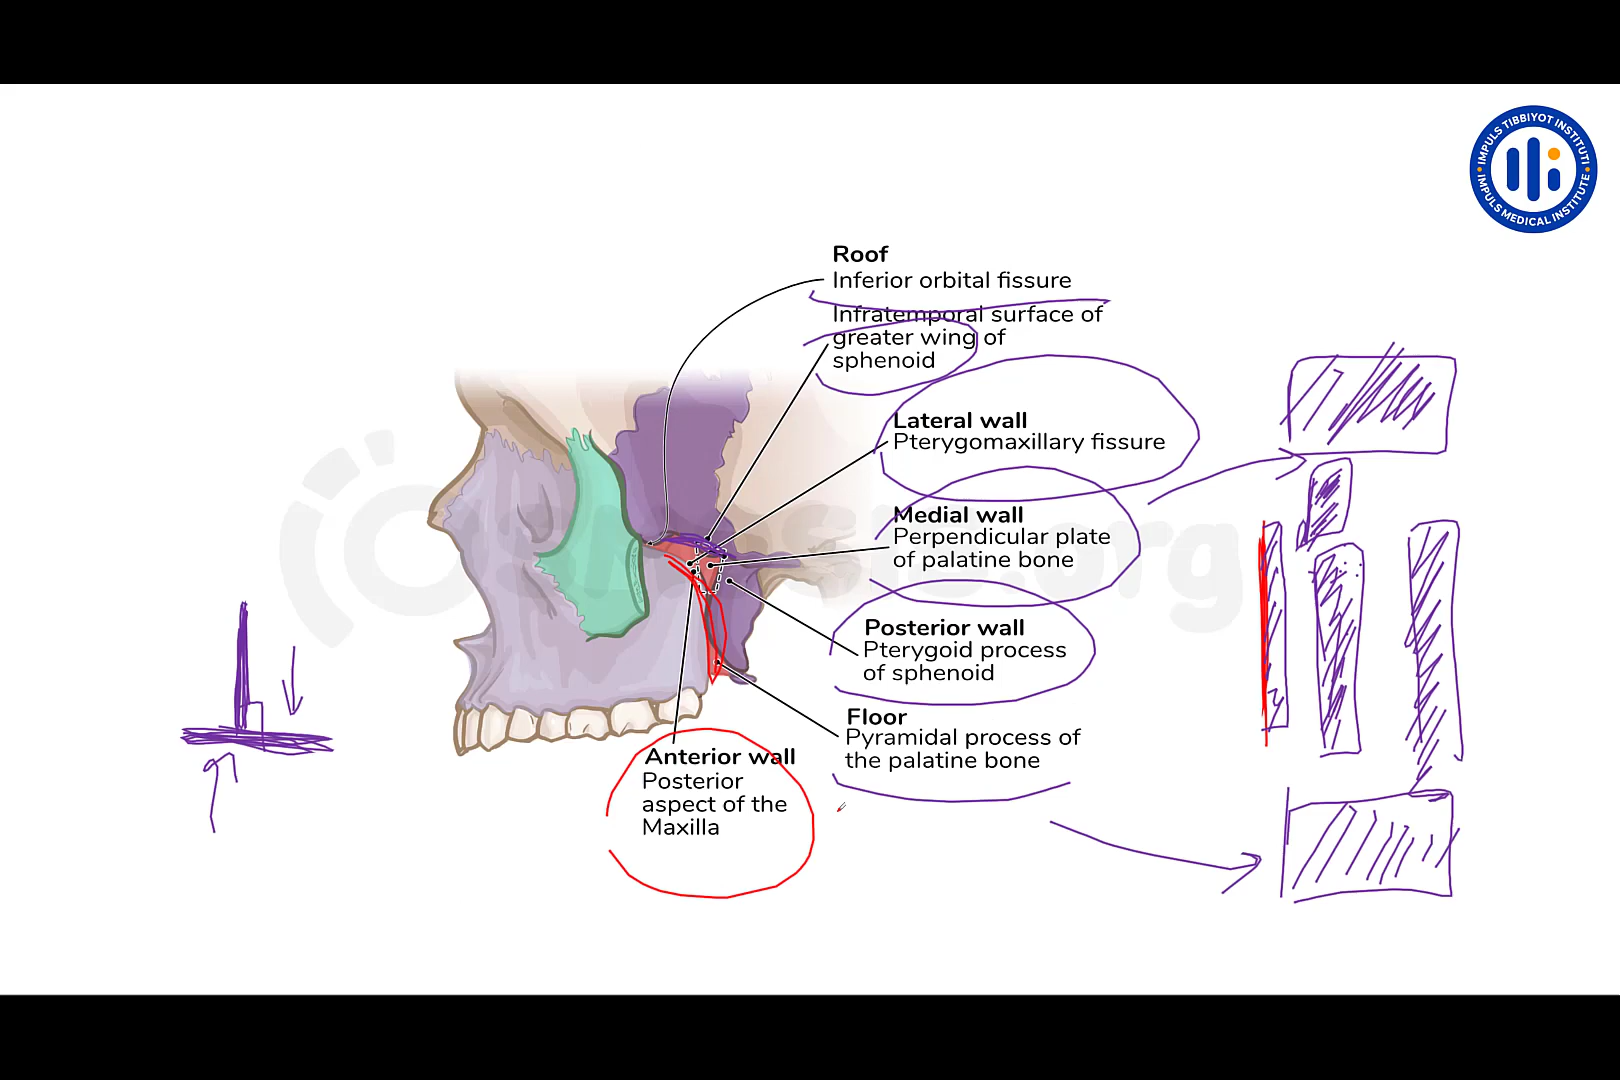 IMPULS TIBBIYOT INSTITUTI
IMPULS MEDICAL INSTITUTE
Roof
Inferior orbital fissure
Infratemporal surface of
greater wing of
sphenoid
Lateral wall
Pterygomaxillary fissure
Medial wall
Perpendicular plate
of palatine bone
Posterior wall
Pterygoid process
of sphenoid
Floor
Pyramidal process of
the palatine bone
Anterior wall
Posterior
aspect of the
Maxilla